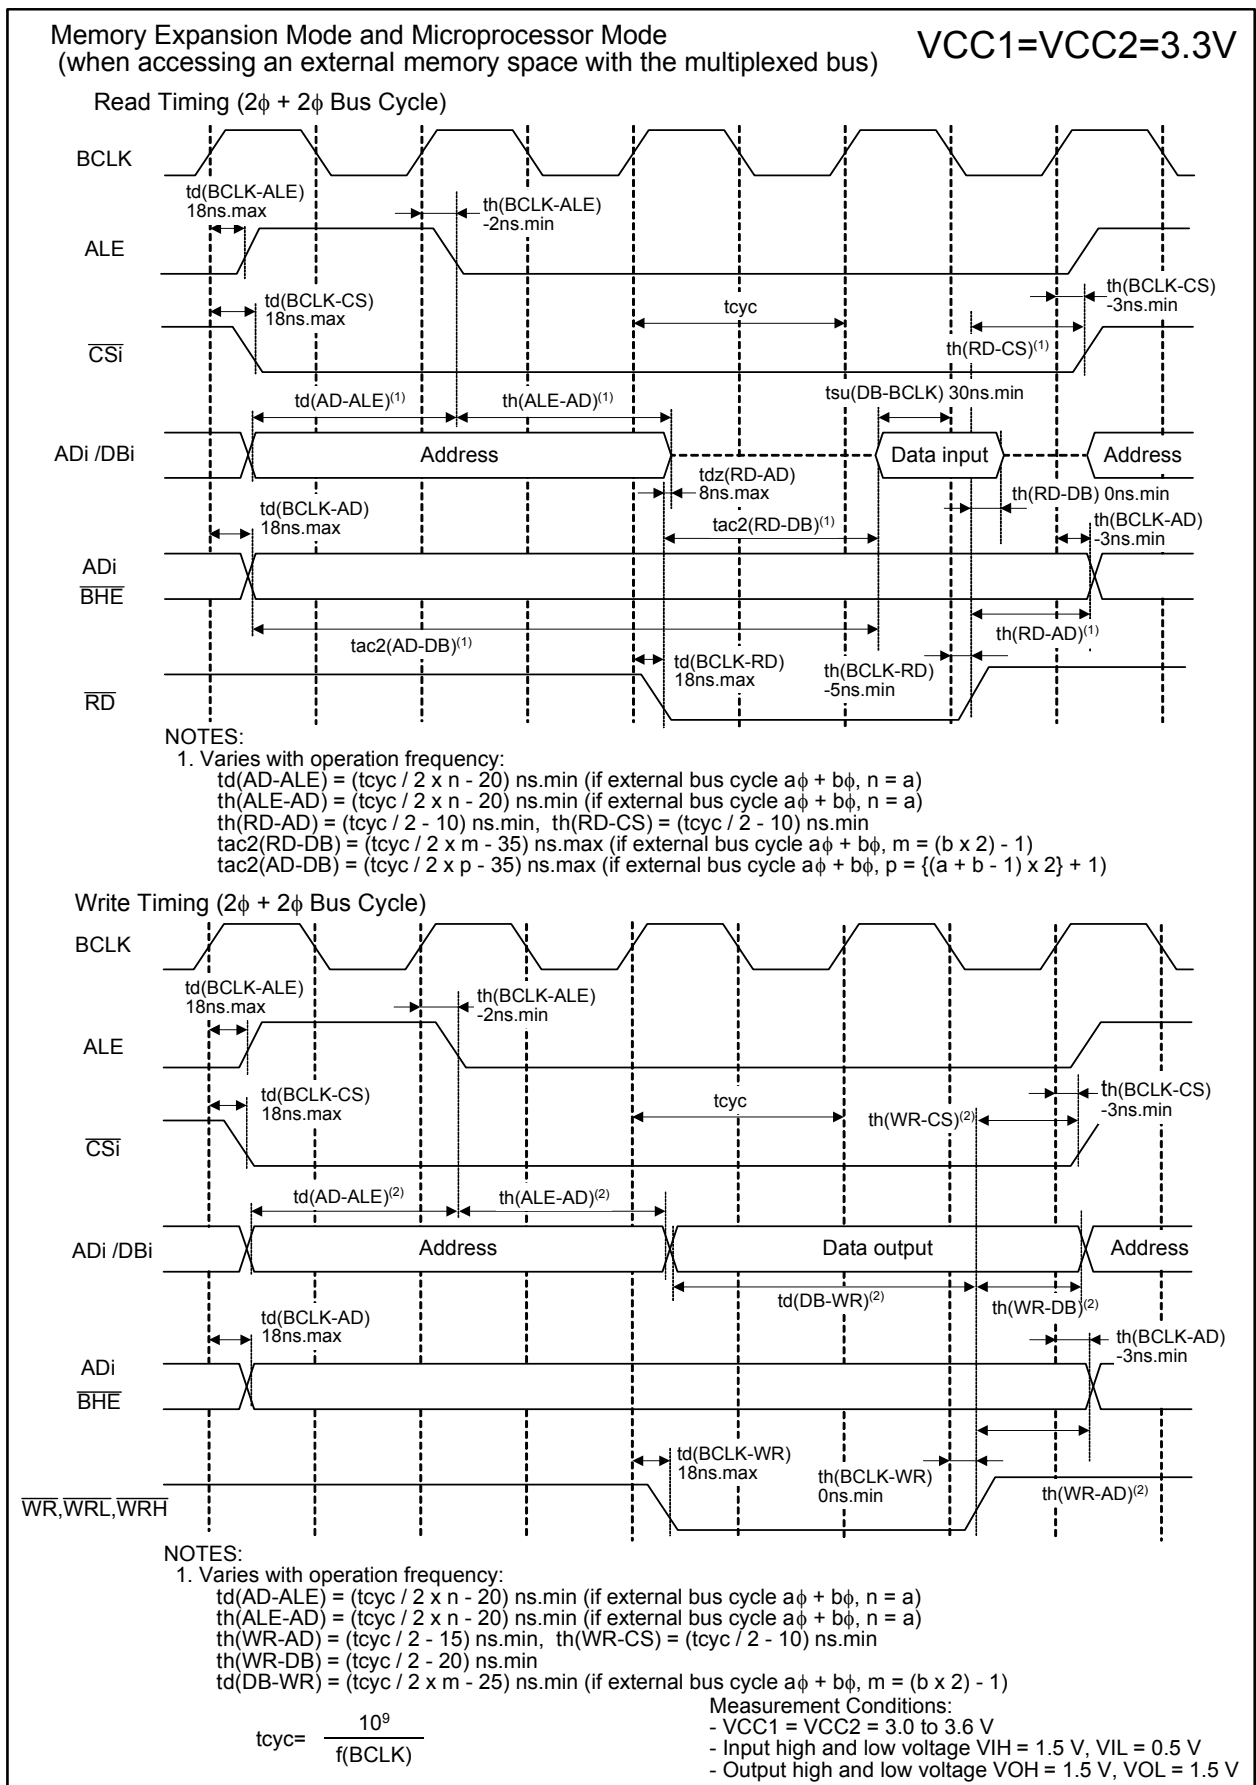 Memory Expansion Mode and Microprocessor Mode
(when accessing an external memory space with the multiplexed bus)
VCC1=VCC2=3.3V
Read Timing (2ϕ + 2ϕ Bus Cycle)
BCLK
td(BCLK-ALE)
18ns.max
th(BCLK-ALE)
-2ns.min
ALE
td(BCLK-CS)
18ns.max
tcyc
th(BCLK-CS)
-3ns.min
CSi
th(RD-CS)(1)
td(AD-ALE)(1)
th(ALE-AD)(1)
tsu(DB-BCLK) 30ns.min
ADi /DBi
Address
Data input
Address
tdz(RD-AD)
8ns.max
th(RD-DB) 0ns.min
td(BCLK-AD)
18ns.max
tac2(RD-DB)(1)
th(BCLK-AD)
-3ns.min
ADi
BHE
tac2(AD-DB)(1)
th(RD-AD)(1)
td(BCLK-RD)
18ns.max
th(BCLK-RD)
-5ns.min
RD
NOTES:
1. Varies with operation frequency:
td(AD-ALE) = (tcyc / 2 x n - 20) ns.min (if external bus cycle aϕ + bϕ, n = a)
th(ALE-AD) = (tcyc / 2 x n - 20) ns.min (if external bus cycle aϕ + bϕ, n = a)
th(RD-AD) = (tcyc / 2 - 10) ns.min, th(RD-CS) = (tcyc / 2 - 10) ns.min
tac2(RD-DB) = (tcyc / 2 x m - 35) ns.max (if external bus cycle aϕ + bϕ, m = (b x 2) - 1)
tac2(AD-DB) = (tcyc / 2 x p - 35) ns.max (if external bus cycle aϕ + bϕ, p = {(a + b - 1) x 2} + 1)
Write Timing (2ϕ + 2ϕ Bus Cycle)
BCLK
td(BCLK-ALE)
18ns.max
th(BCLK-ALE)
-2ns.min
ALE
td(BCLK-CS)
18ns.max
tcyc
th(BCLK-CS)
-3ns.min
th(WR-CS)(2)
CSi
td(AD-ALE)(2)
th(ALE-AD)(2)
ADi /DBi
Address
Data output
Address
td(DB-WR)(2)
th(WR-DB)(2)
td(BCLK-AD)
18ns.max
th(BCLK-AD)
-3ns.min
ADi
BHE
td(BCLK-WR)
18ns.max
th(BCLK-WR)
0ns.min
th(WR-AD)(2)
WR,WRL,WRH
NOTES:
1. Varies with operation frequency:
td(AD-ALE) = (tcyc / 2 x n - 20) ns.min (if external bus cycle aϕ + bϕ, n = a)
th(ALE-AD) = (tcyc / 2 x n - 20) ns.min (if external bus cycle aϕ + bϕ, n = a)
th(WR-AD) = (tcyc / 2 - 15) ns.min, th(WR-CS) = (tcyc / 2 - 10) ns.min
th(WR-DB) = (tcyc / 2 - 20) ns.min
td(DB-WR) = (tcyc / 2 x m - 25) ns.min (if external bus cycle aϕ + bϕ, m = (b x 2) - 1)
tcyc= 10⁹
f(BCLK)
Measurement Conditions:
- VCC1 = VCC2 = 3.0 to 3.6 V
- Input high and low voltage VIH = 1.5 V, VIL = 0.5 V
- Output high and low voltage VOH = 1.5 V, VOL = 1.5 V